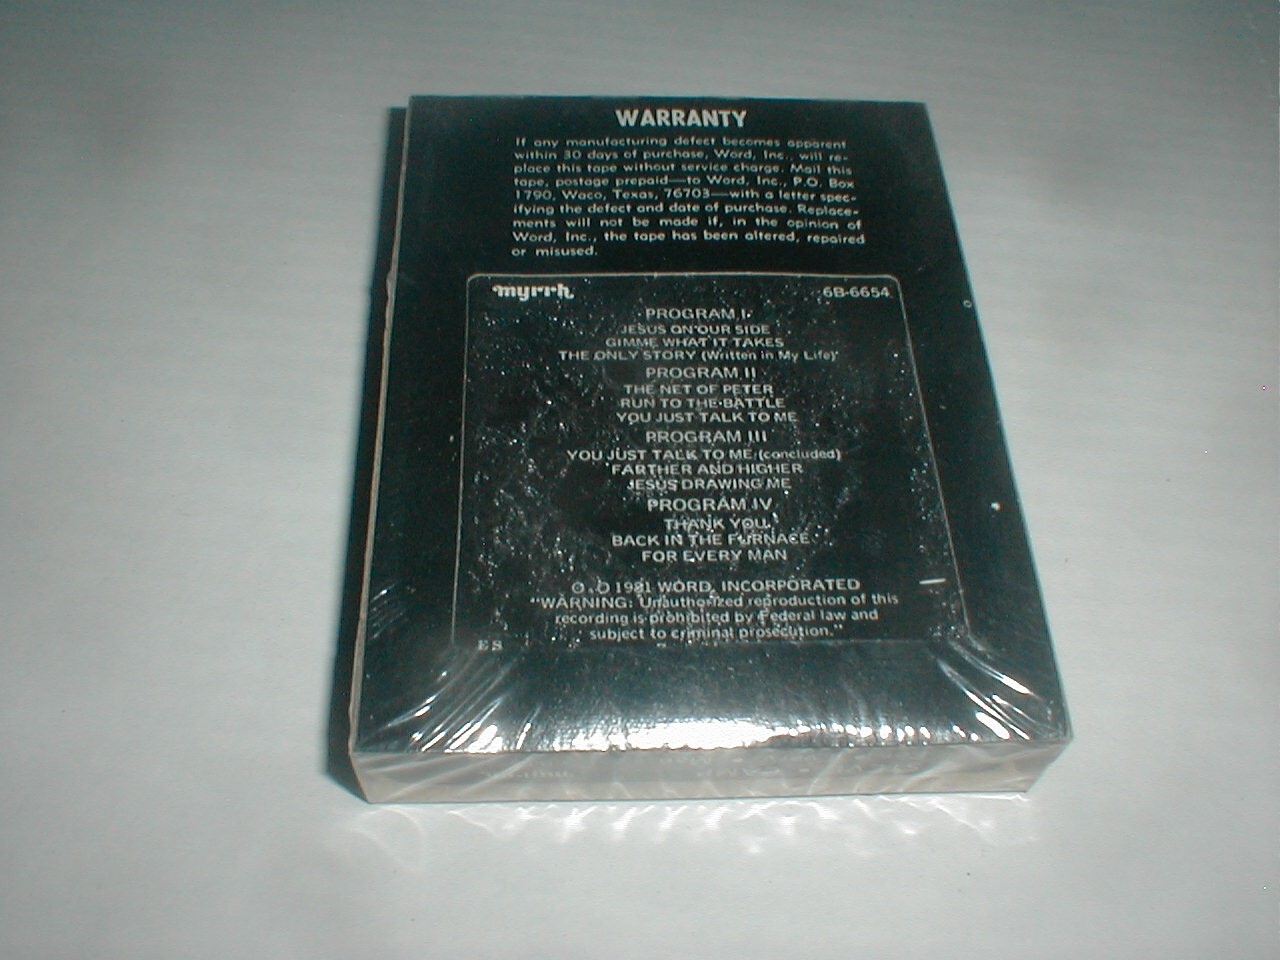 WARRANTY
If any manufacturing defect becomes apparent
within 30 days of purchase, Word, Inc., will re-
place this tape without service charge. Mail this
tape, postage prepaid—to Word, Inc., P.O. Box
1790, Waco, Texas, 76703—with a letter spec-
ifying the defect and date of purchase. Replace-
ments will not be made if, in the opinion of
Word, Inc., the tape has been altered, repaired
or misused.
myrrh 6B-6654
PROGRAM I
JESUS ON OUR SIDE
GIMME WHAT IT TAKES
THE ONLY STORY (Written in My Life)
PROGRAM II
THE NET OF PETER
RUN TO THE BATTLE
YOU JUST TALK TO ME
PROGRAM III
YOU JUST TALK TO ME (concluded)
FARTHER AND HIGHER
JESUS DRAWING ME
PROGRAM IV
THANK YOU
BACK IN THE FURNACE
FOR EVERY MAN
1981 WORD, INCORPORATED
"WARNING: Unauthorized reproduction of this
recording is prohibited by Federal law and
subject to criminal prosecution."
ES